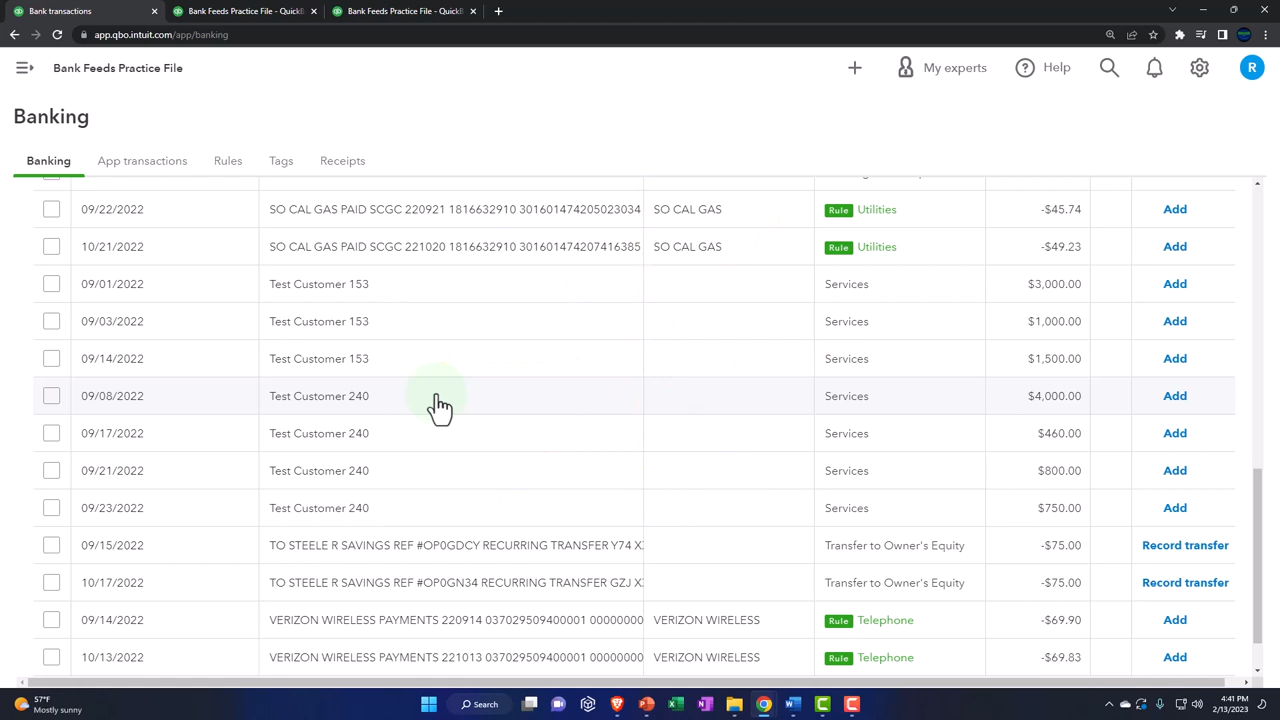 Bank transactions
Bank Feeds Practice File - QuickB
Bank Feeds Practice File - QuickB
app.qbo.intuit.com/app/banking
Bank Feeds Practice File
My experts
Help
R
Banking
Banking App transactions Rules Tags Receipts
09/22/2022 SO CAL GAS PAID SCGC 220921 1816632910 301601474205023034 SO CAL GAS Rule Utilities -$45.74 Add
10/21/2022 SO CAL GAS PAID SCGC 221020 1816632910 301601474207416385 SO CAL GAS Rule Utilities -$49.23 Add
09/01/2022 Test Customer 153 Services $3,000.00 Add
09/03/2022 Test Customer 153 Services $1,000.00 Add
09/14/2022 Test Customer 153 Services $1,500.00 Add
09/08/2022 Test Customer 240 Services $4,000.00 Add
09/17/2022 Test Customer 240 Services $460.00 Add
09/21/2022 Test Customer 240 Services $800.00 Add
09/23/2022 Test Customer 240 Services $750.00 Add
09/15/2022 TO STEELE R SAVINGS REF #OP0GDCY RECURRING TRANSFER Y74 X Transfer to Owner's Equity -$75.00 Record transfer
10/17/2022 TO STEELE R SAVINGS REF #OP0GN34 RECURRING TRANSFER GZJ X Transfer to Owner's Equity -$75.00 Record transfer
09/14/2022 VERIZON WIRELESS PAYMENTS 220914 037029509400001 00000000 VERIZON WIRELESS Rule Telephone -$69.90 Add
10/13/2022 VERIZON WIRELESS PAYMENTS 221013 037029509400001 00000000 VERIZON WIRELESS Rule Telephone -$69.83 Add
57°F
Mostly sunny
Search
4:41 PM
2/13/2023